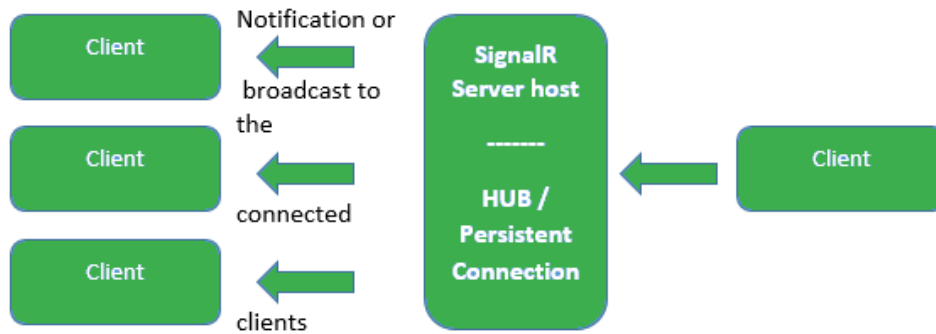 Client
Client
Client
Notification or
broadcast to
the
connected
clients
SignalR
Server host
-------
HUB /
Persistent
Connection
Client